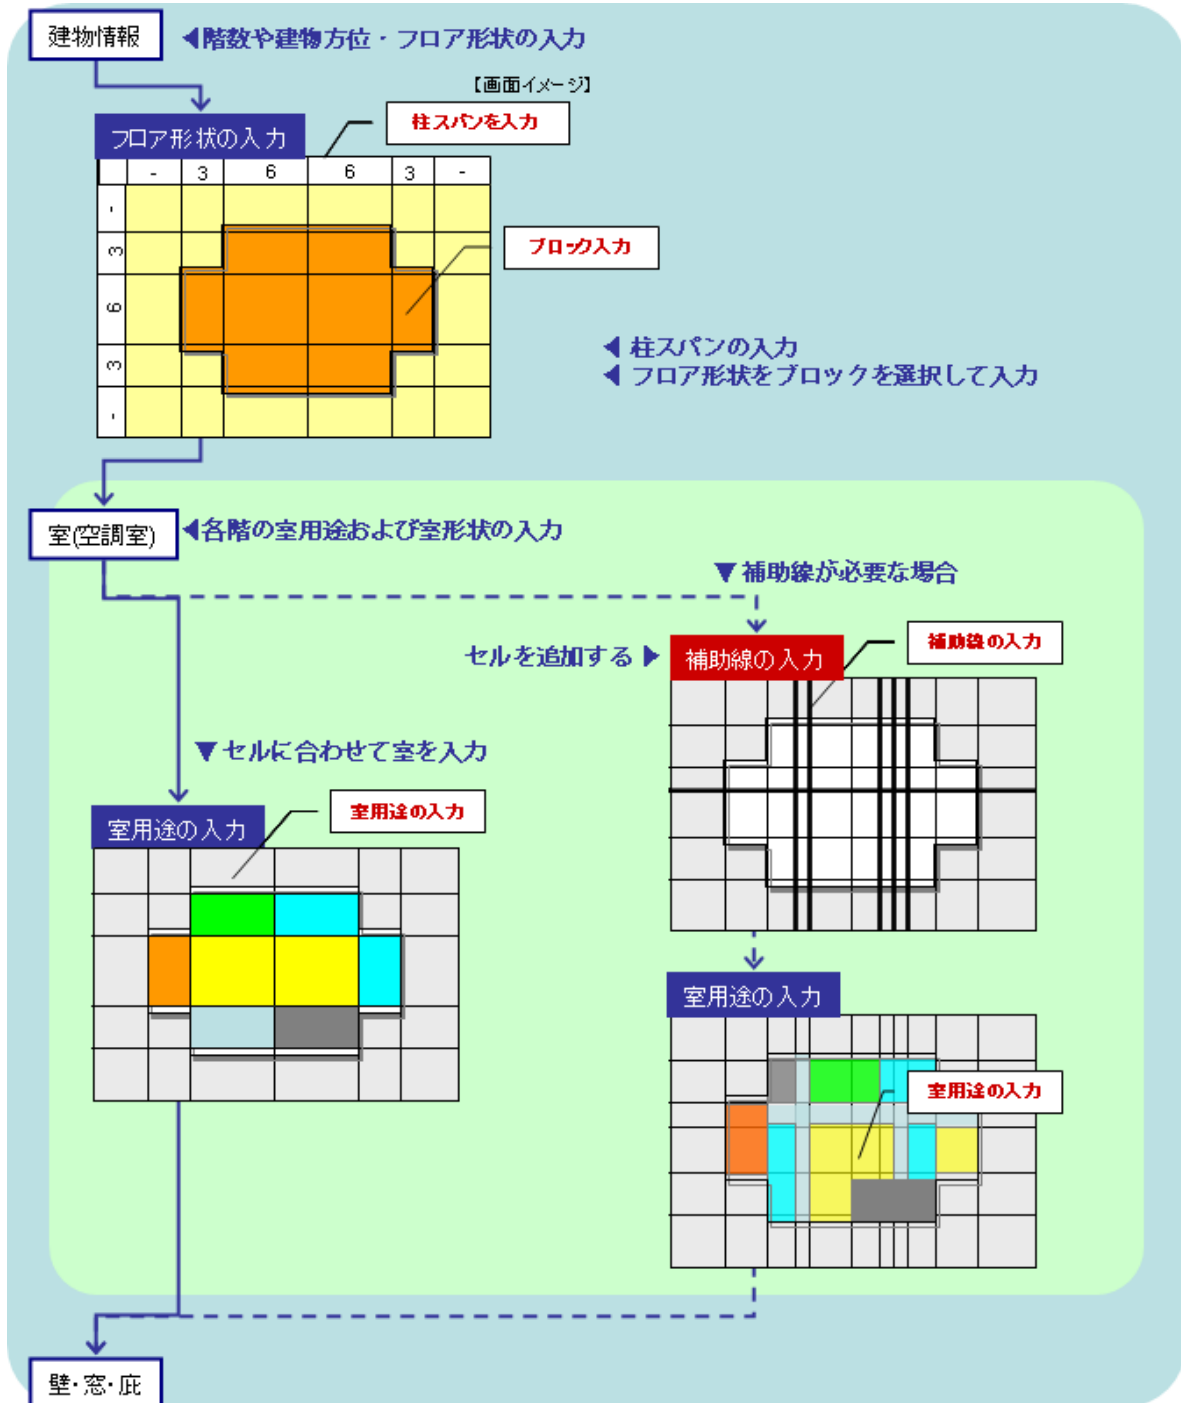 建物情報
◀階数や建物方位・フロア形状の入力
【画面イメージ】
柱スパンを入力
フロア形状の入力
- 3 6 6 3 -
-
3
6
3
-
ブロック入力
◀ 柱スパンの入力
◀ フロア形状をブロックを選択して入力
室(空調室)
◀各階の室用途および室形状の入力
▼補助線が必要な場合
セルを追加する ▶
補助線の入力
補助線の入力
▼セルに合わせて室を入力
室用途の入力
室用途の入力
室用途の入力
室用途の入力
壁・窓・庇